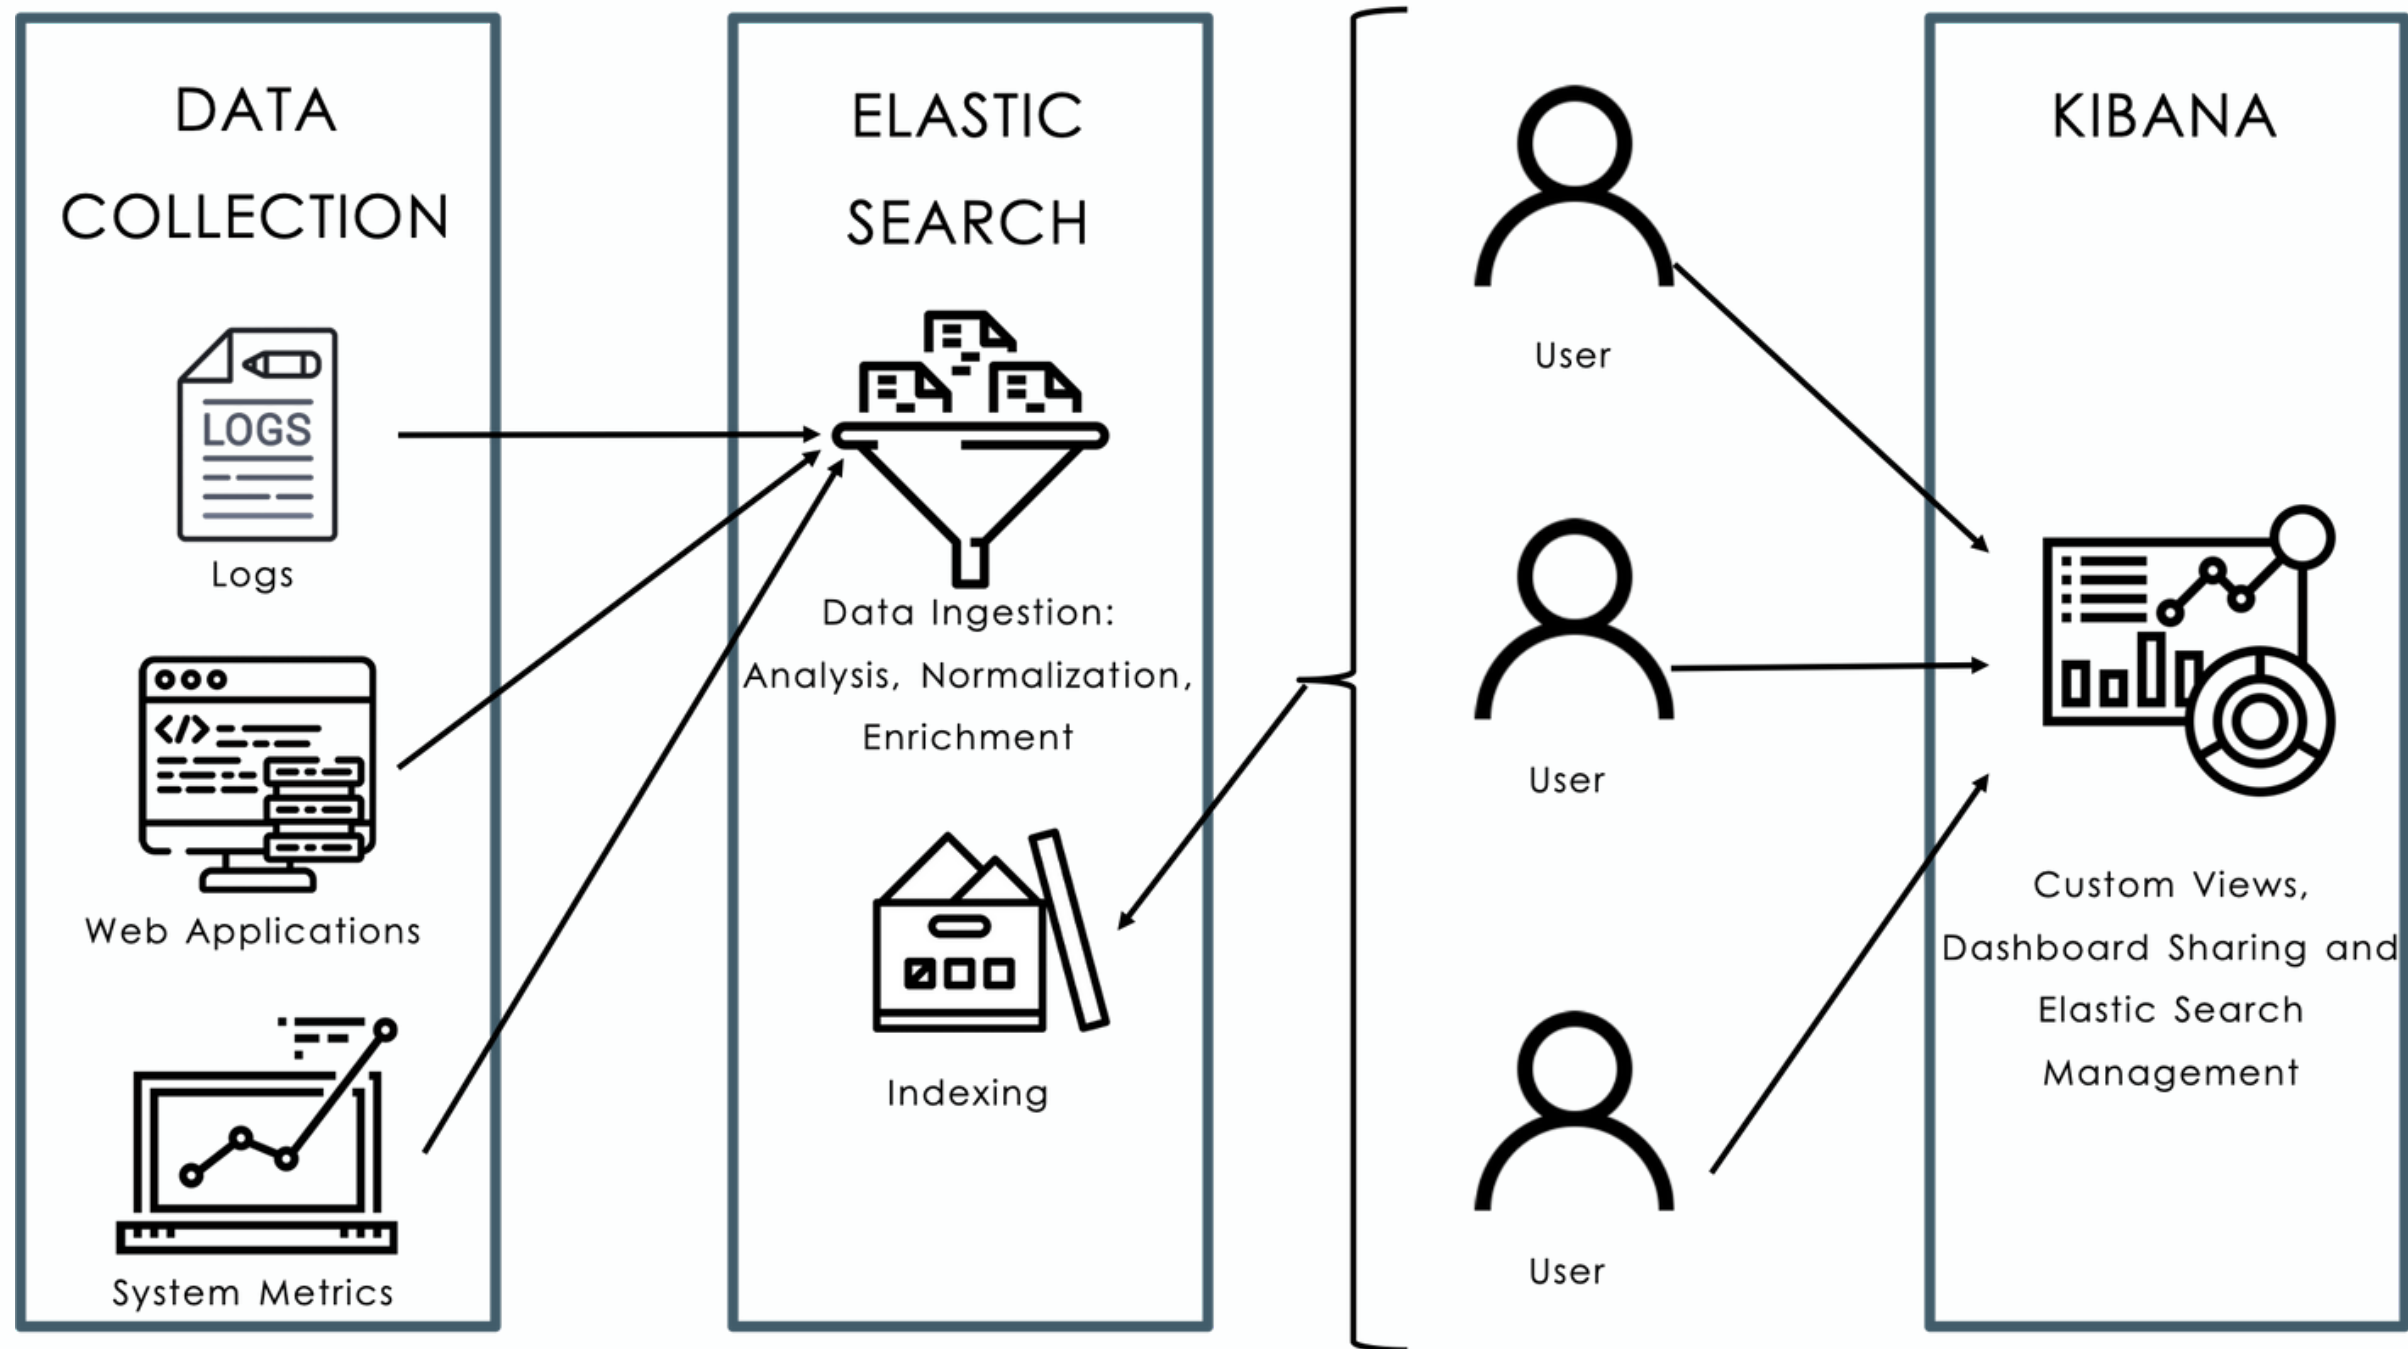 DATA
COLLECTION
LOGS
Logs
Web Applications
System Metrics
ELASTIC
SEARCH
Data Ingestion:
Analysis, Normalization,
Enrichment
Indexing
User
User
User
KIBANA
Custom Views,
Dashboard Sharing and
Elastic Search
Management